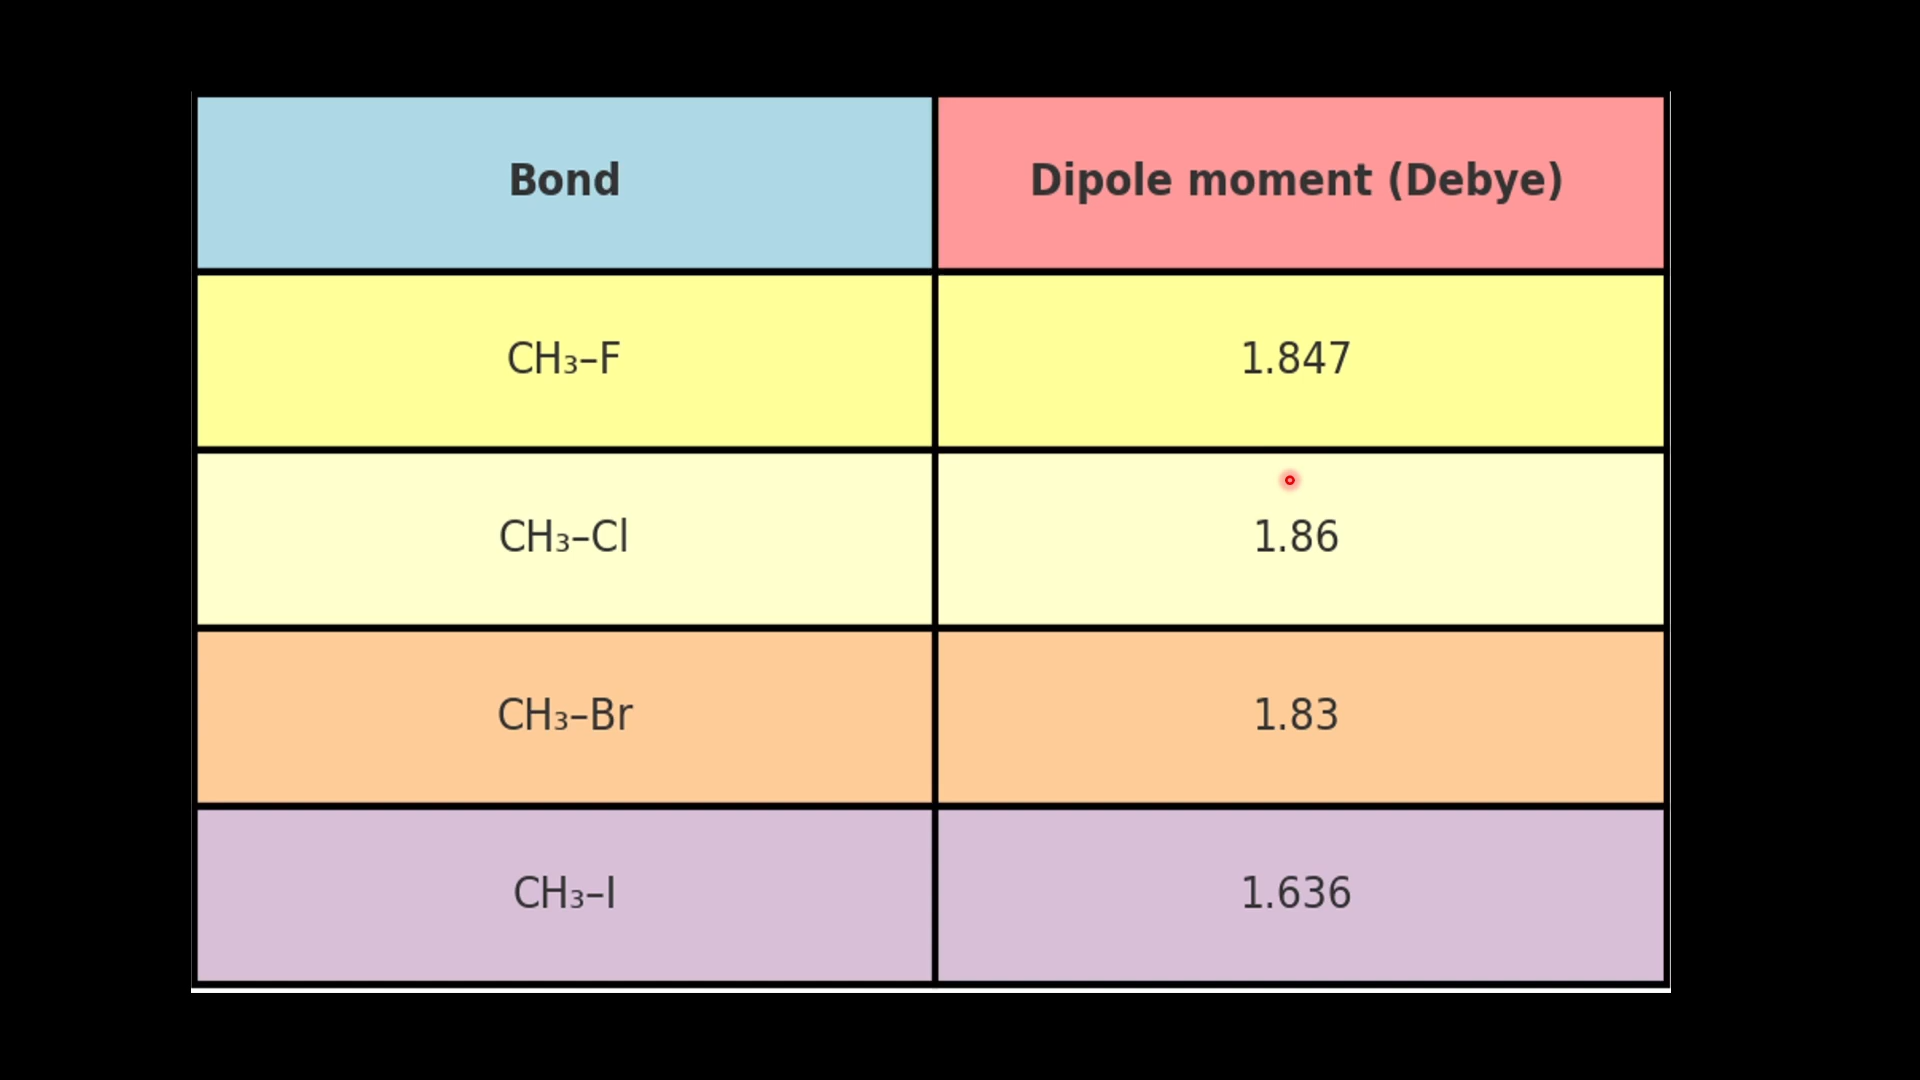 Bond Dipole moment (Debye)
CH₃–F 1.847
CH₃–Cl 1.86
CH₃–Br 1.83
CH₃–I 1.636